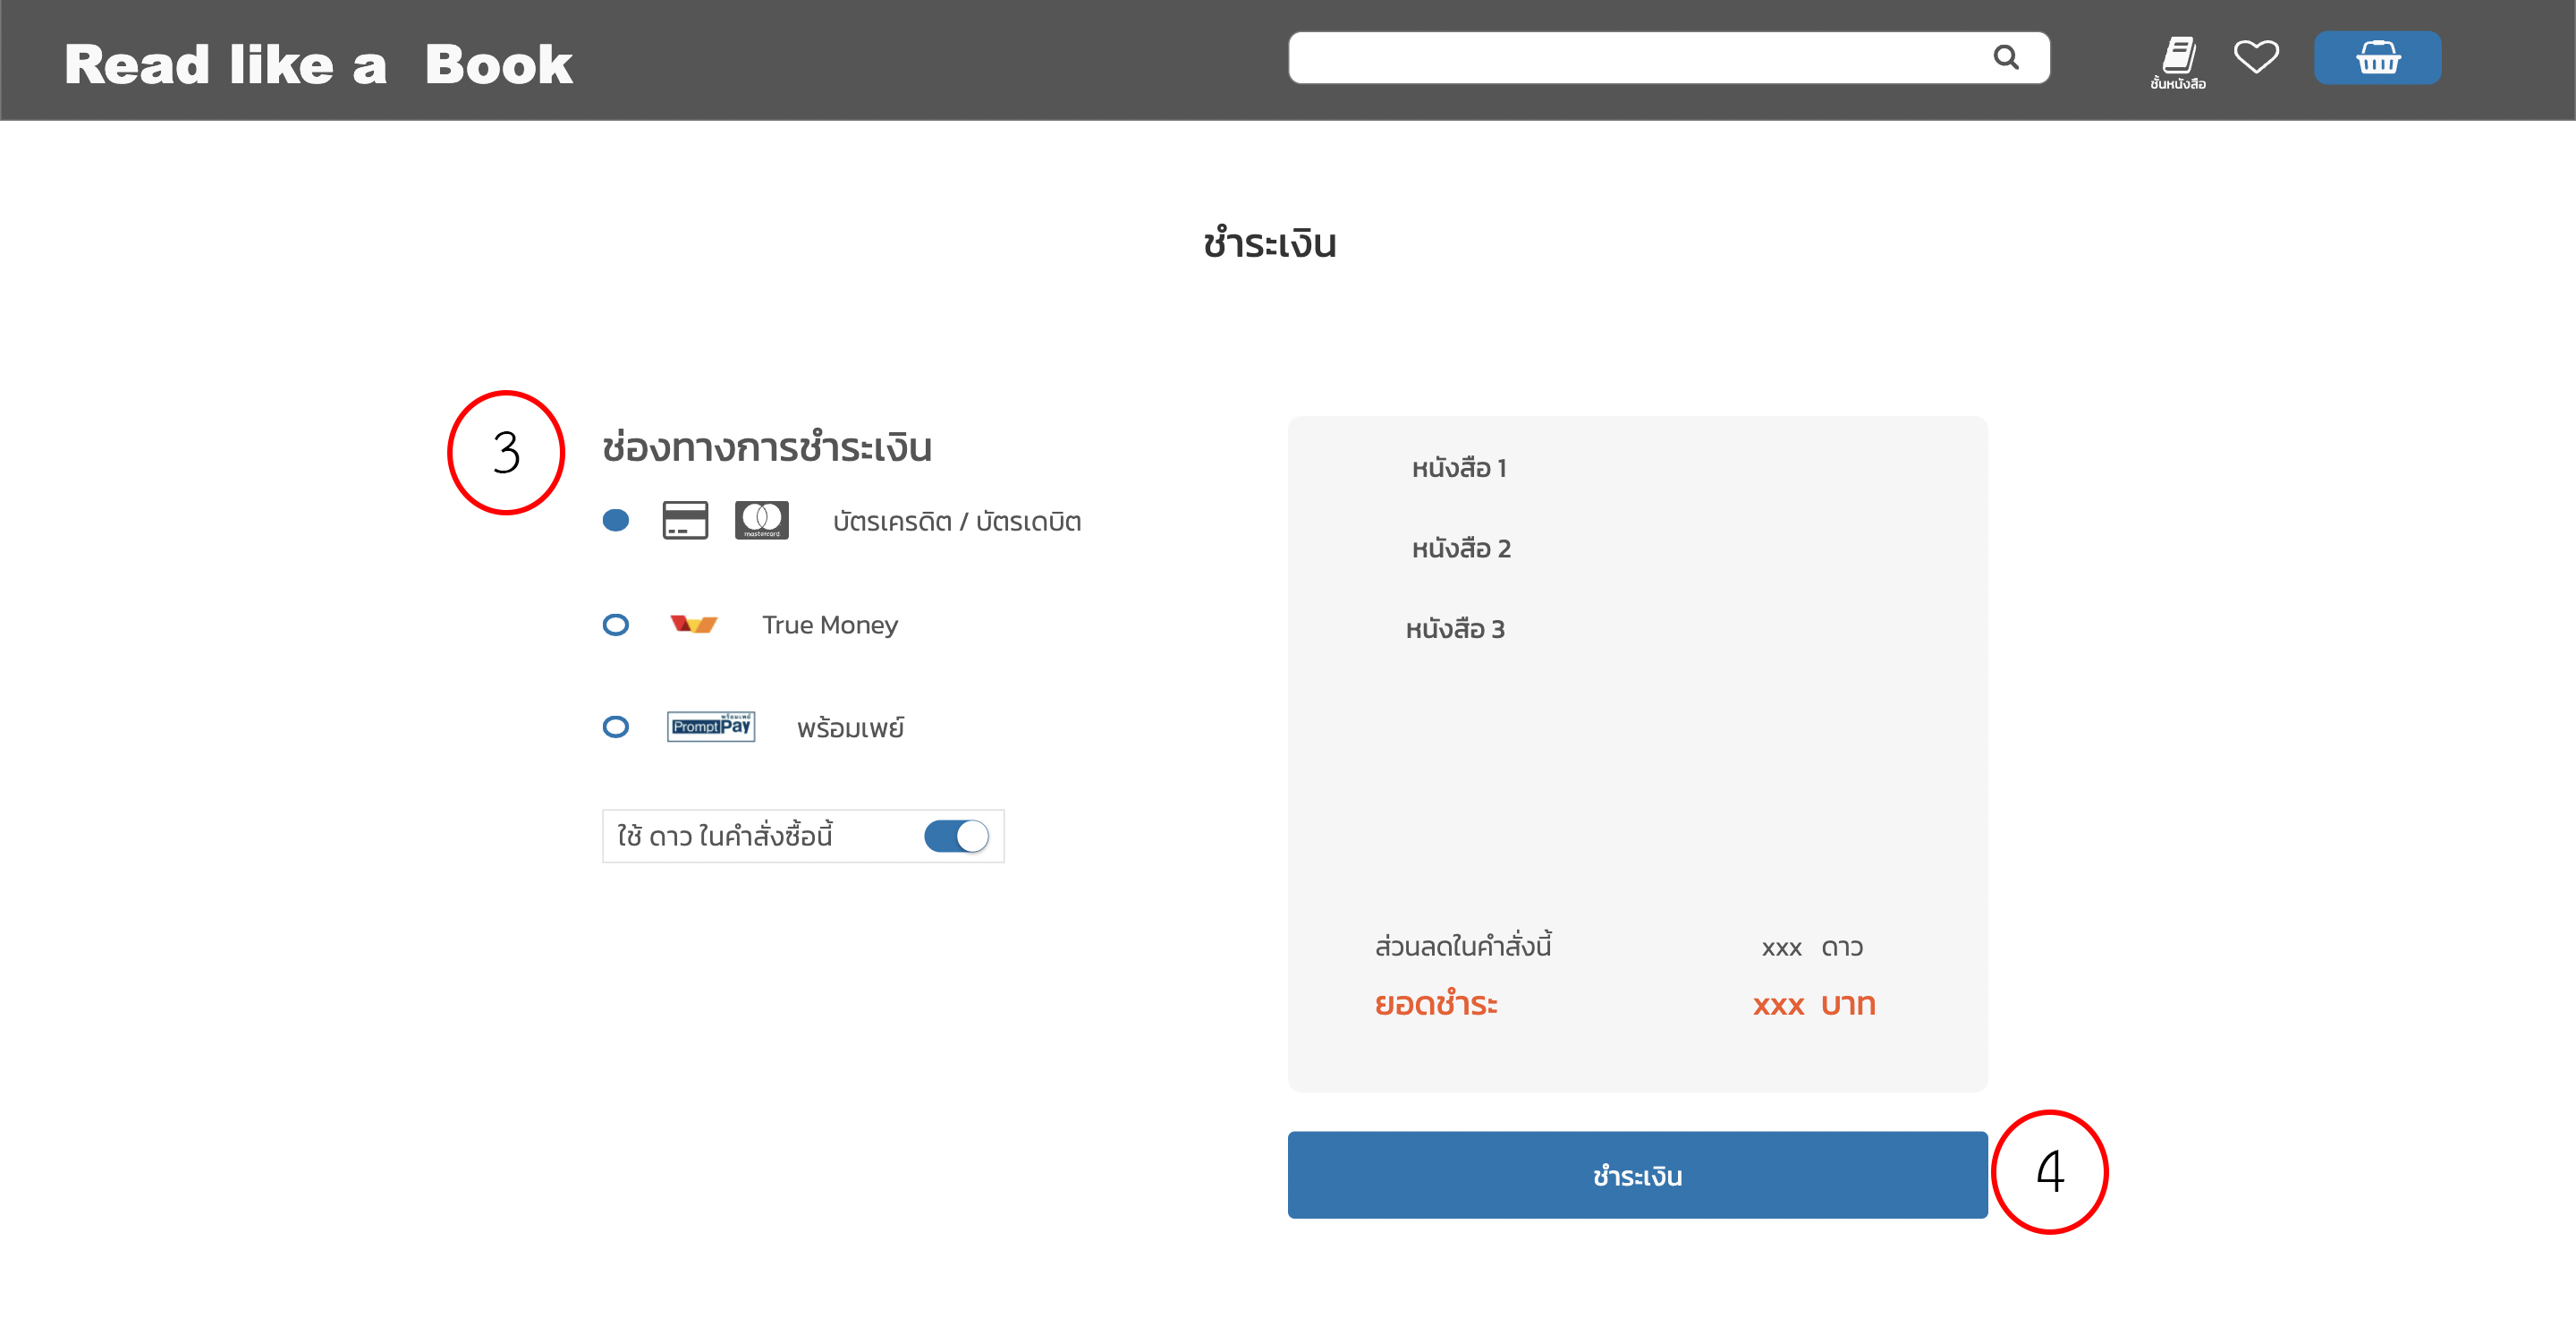 Read like a Book
ชั้นหนังสือ
ชำระเงิน
3
ช่องทางการชำระเงิน
mastercard
บัตรเครดิต / บัตรเดบิต
True Money
พร้อมเพย์
PromptPay
พร้อมเพย์
ใช้ ดาว ในคำสั่งซื้อนี้
หนังสือ 1
หนังสือ 2
หนังสือ 3
ส่วนลดในคำสั่งนี้ xxx ดาว
ยอดชำระ xxx บาท
ชำระเงิน
4